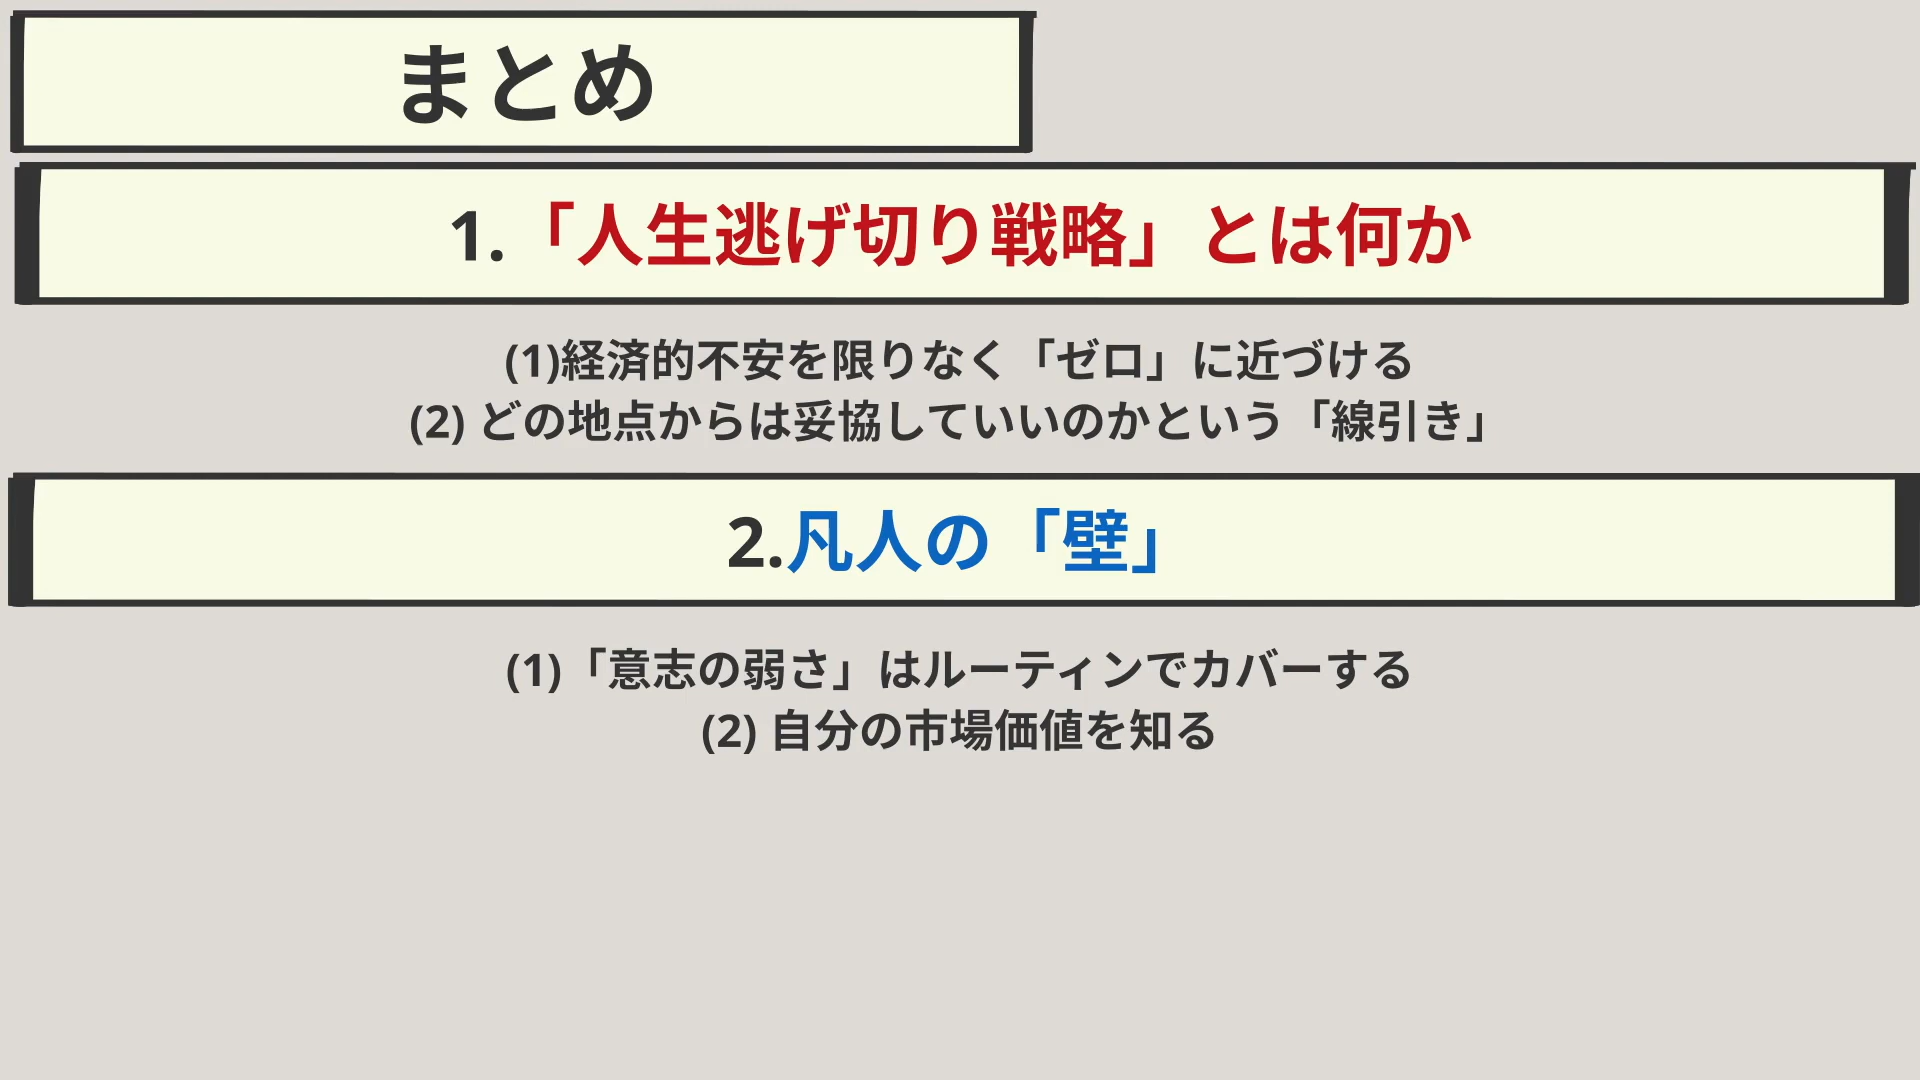 まとめ
1.「人生逃げ切り戦略」とは何か
(1)経済的不安を限りなく「ゼロ」に近づける
(2) どの地点からは妥協していいのかという「線引き」
2.凡人の「壁」
(1)「意志の弱さ」はルーティンでカバーする
(2) 自分の市場価値を知る